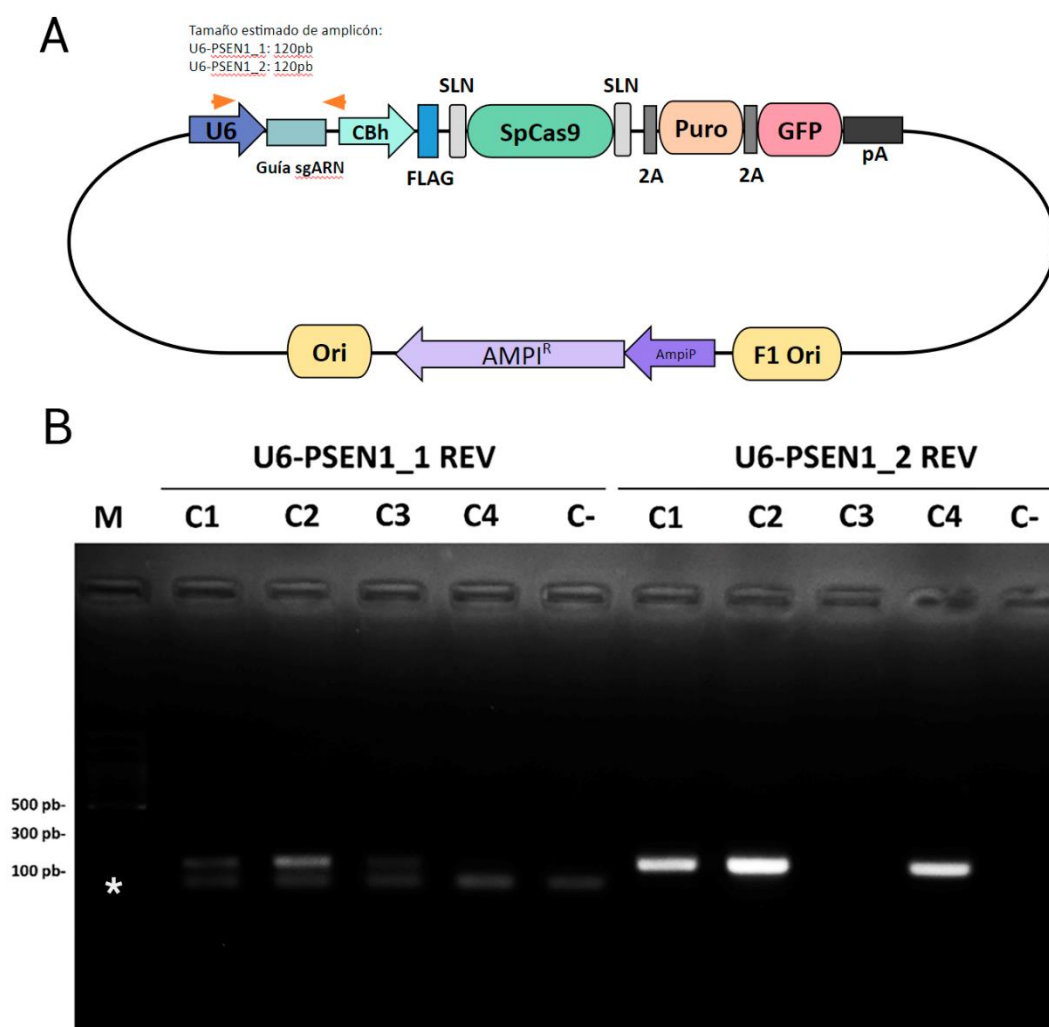 A
Tamaño estimado de amplicón:
U6-PSEN1_1: 120pb
U6-PSEN1_2: 120pb
SLN SLN
U6 CBh SpCas9 Puro GFP
Guía sgARN FLAG 2A 2A pA
Ori AMPI^R AmpiP F1 Ori
B
U6-PSEN1_1 REV U6-PSEN1_2 REV
M C1 C2 C3 C4 C- C1 C2 C3 C4 C-
500 pb-
300 pb-
100 pb-
*